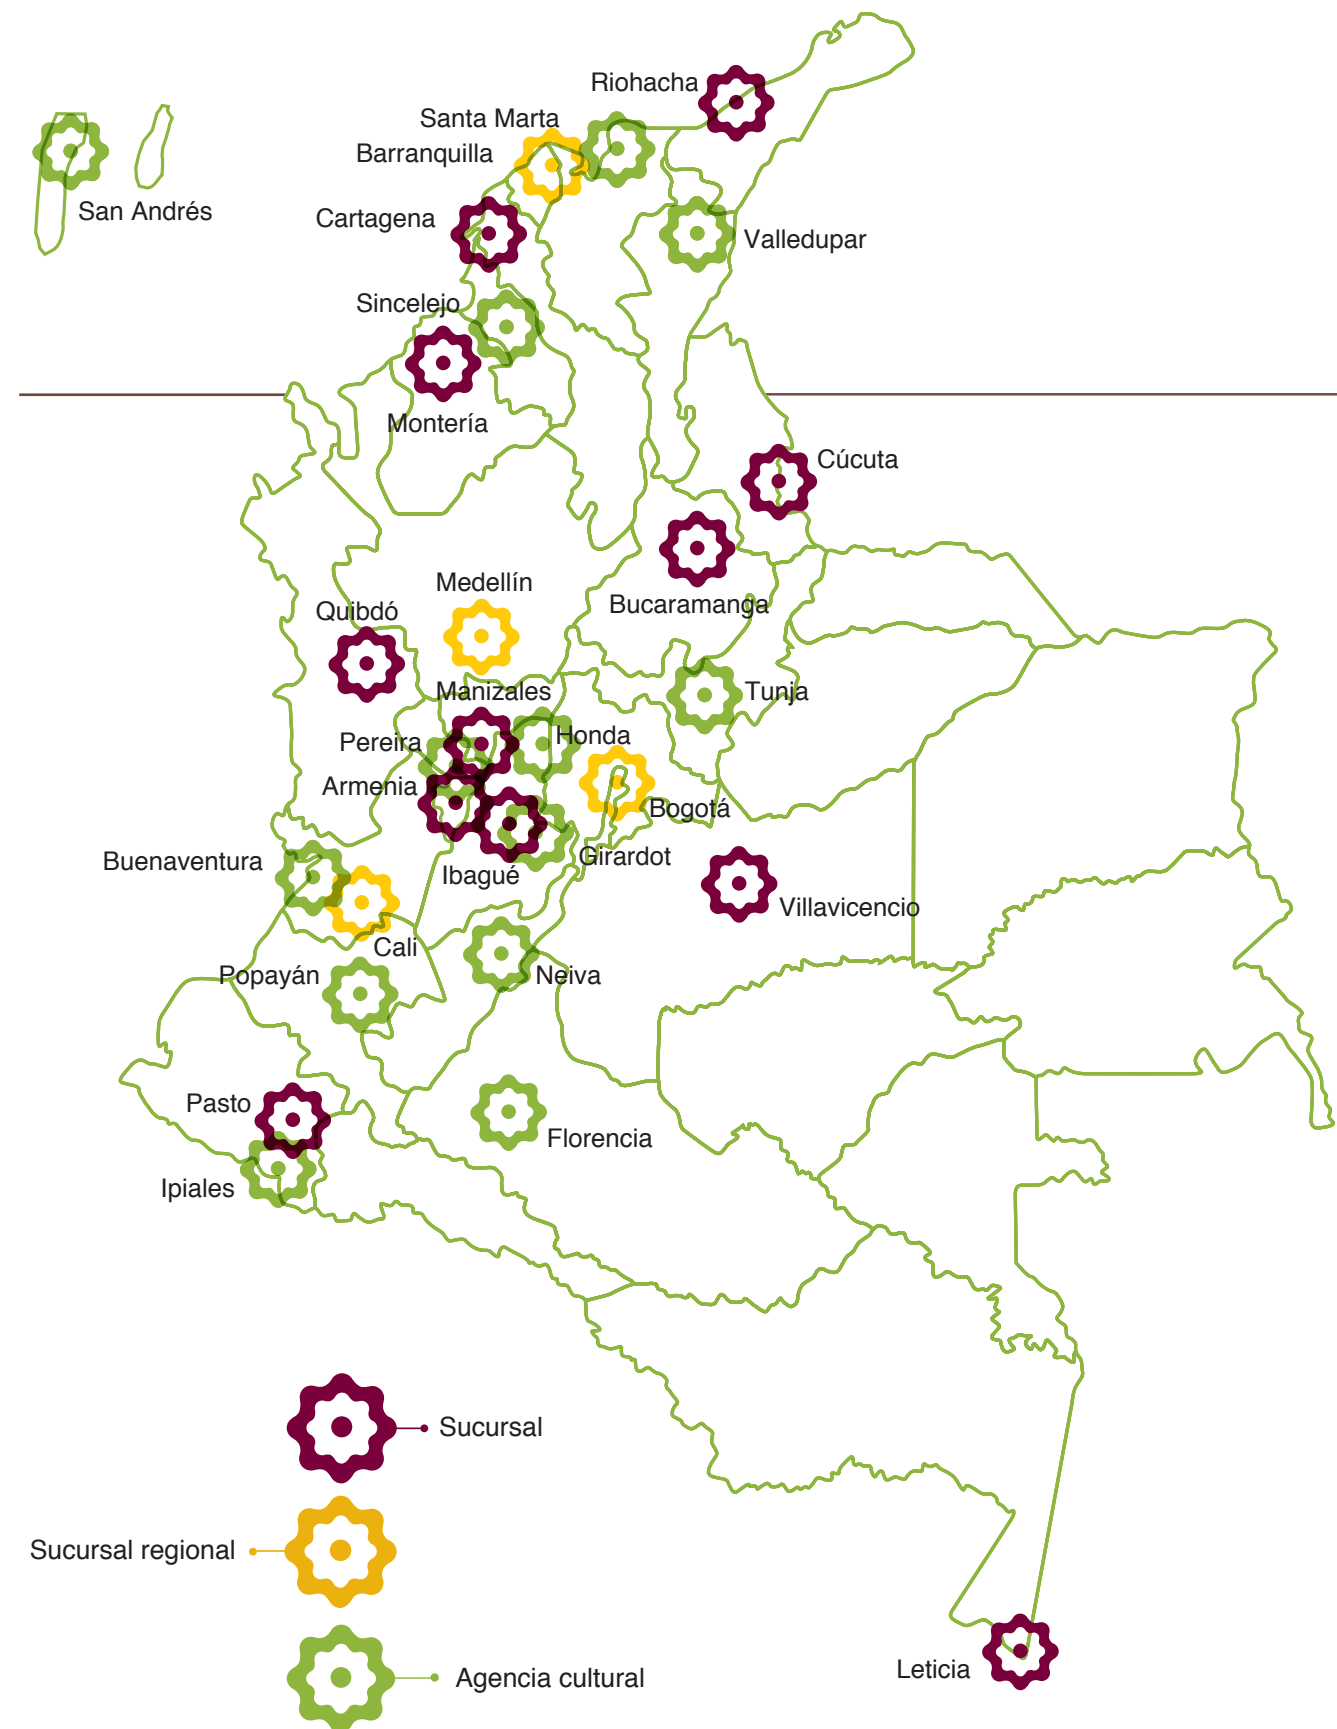 Riohacha
Santa Marta
Barranquilla
San Andrés
Cartagena
Valledupar
Sincelejo
Montería
Cúcuta
Medellín
Bucaramanga
Quibdó
Manizales
Tunja
Honda
Pereira
Armenia
Bogotá
Girardot
Buenaventura
Ibagué
Villavicencio
Cali
Popayán
Neiva
Pasto
Florencia
Ipiales
Sucursal
Sucursal regional
Leticia
Agencia cultural